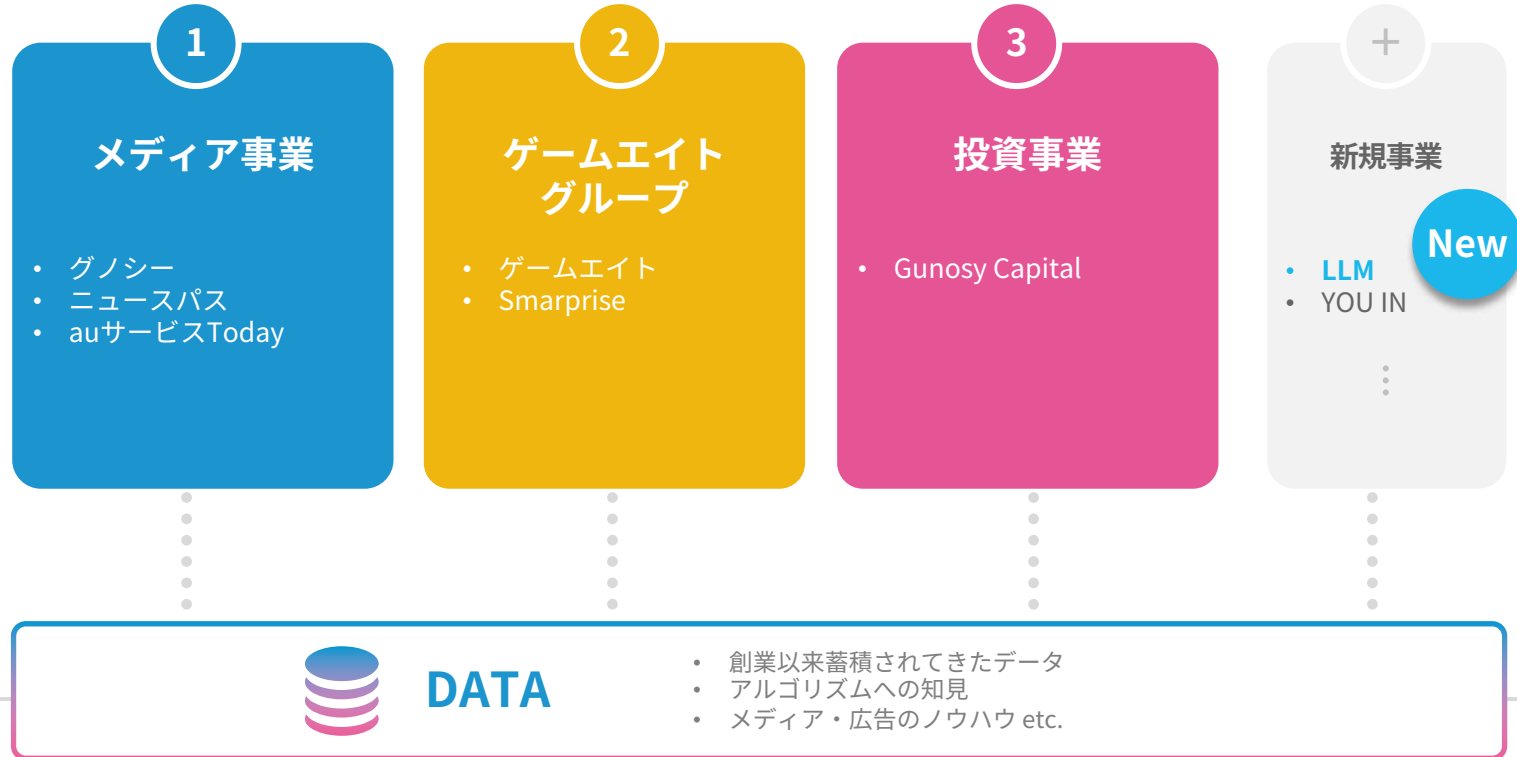 1
メディア事業
• グノシー
• ニュースパス
• auサービスToday
2
ゲームエイト
グループ
• ゲームエイト
• Smarprise
3
投資事業
• Gunosy Capital
+
新規事業
New
• LLM
• YOU IN
DATA
• 創業以来蓄積されてきたデータ
• アルゴリズムへの知見
• メディア・広告のノウハウ etc.